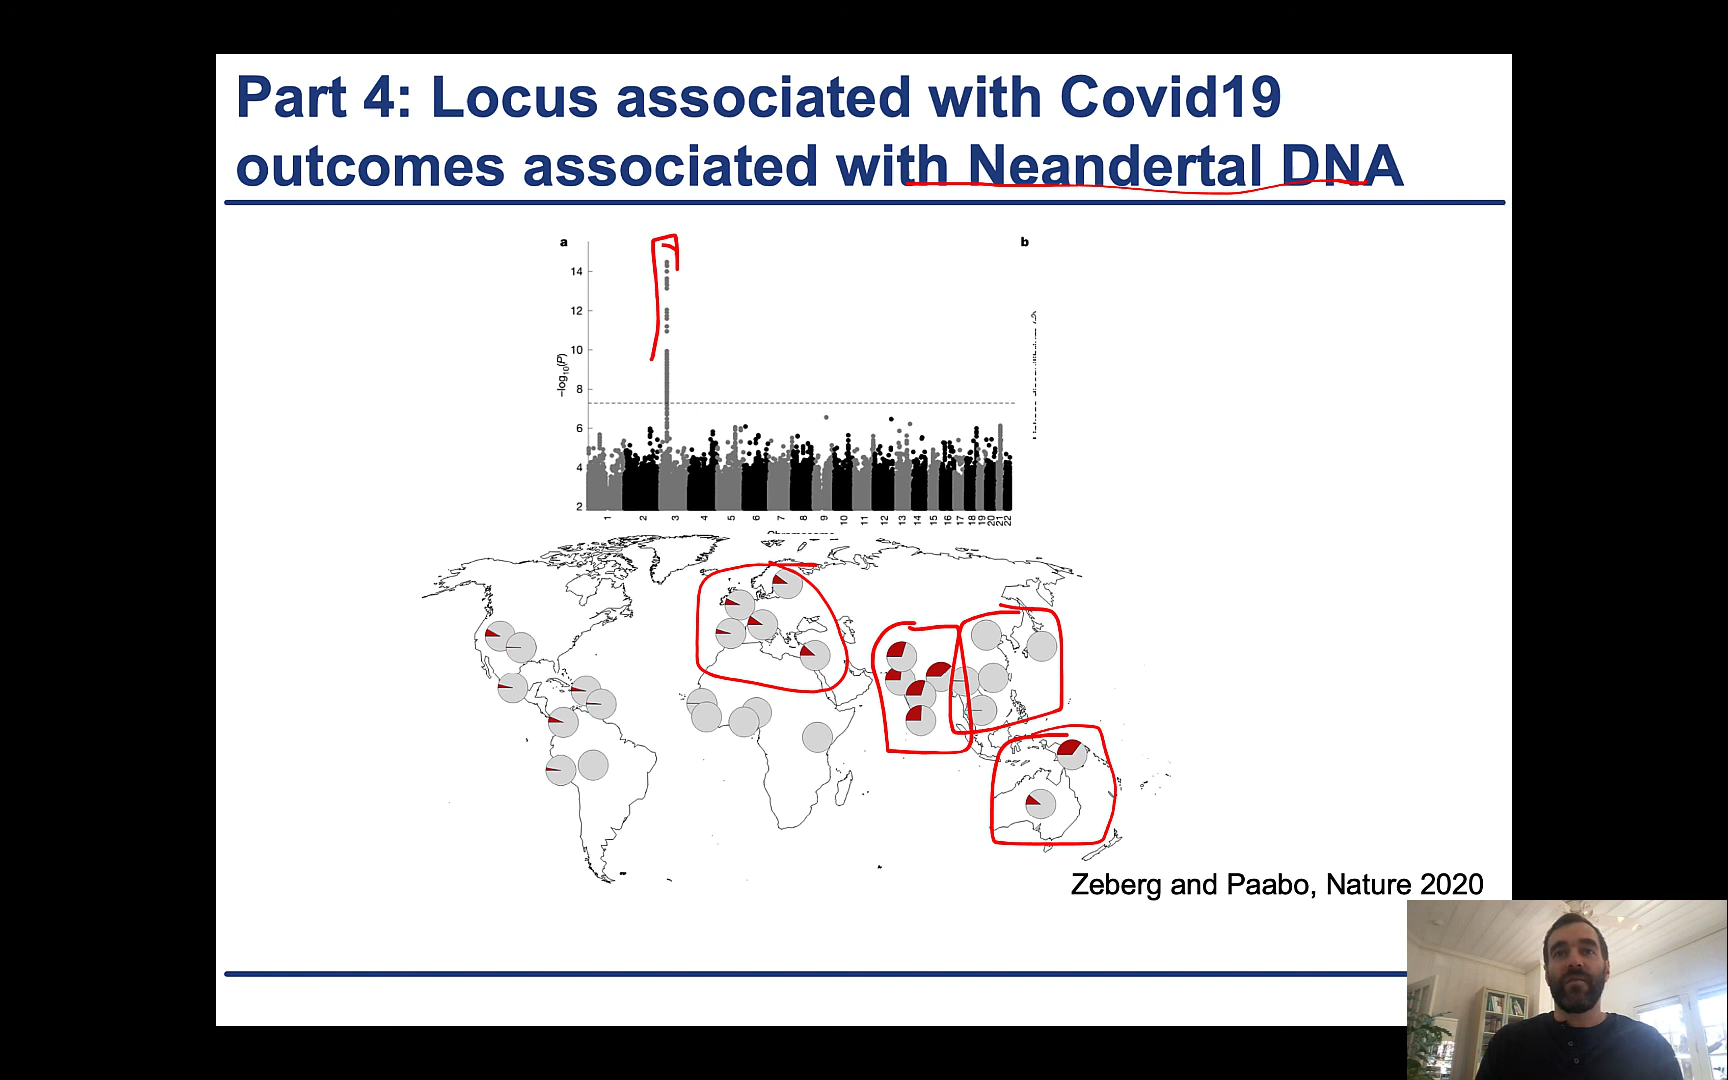 Part 4: Locus associated with Covid19
outcomes associated with Neandertal DNA
a
b
14
12
10
8
6
4
2
−log10(P)
1 2 3 4 5 6 7 8 9 10 11 12 13 14 15 16 17 18 19 20 21 22
Zeberg and Paabo, Nature 2020